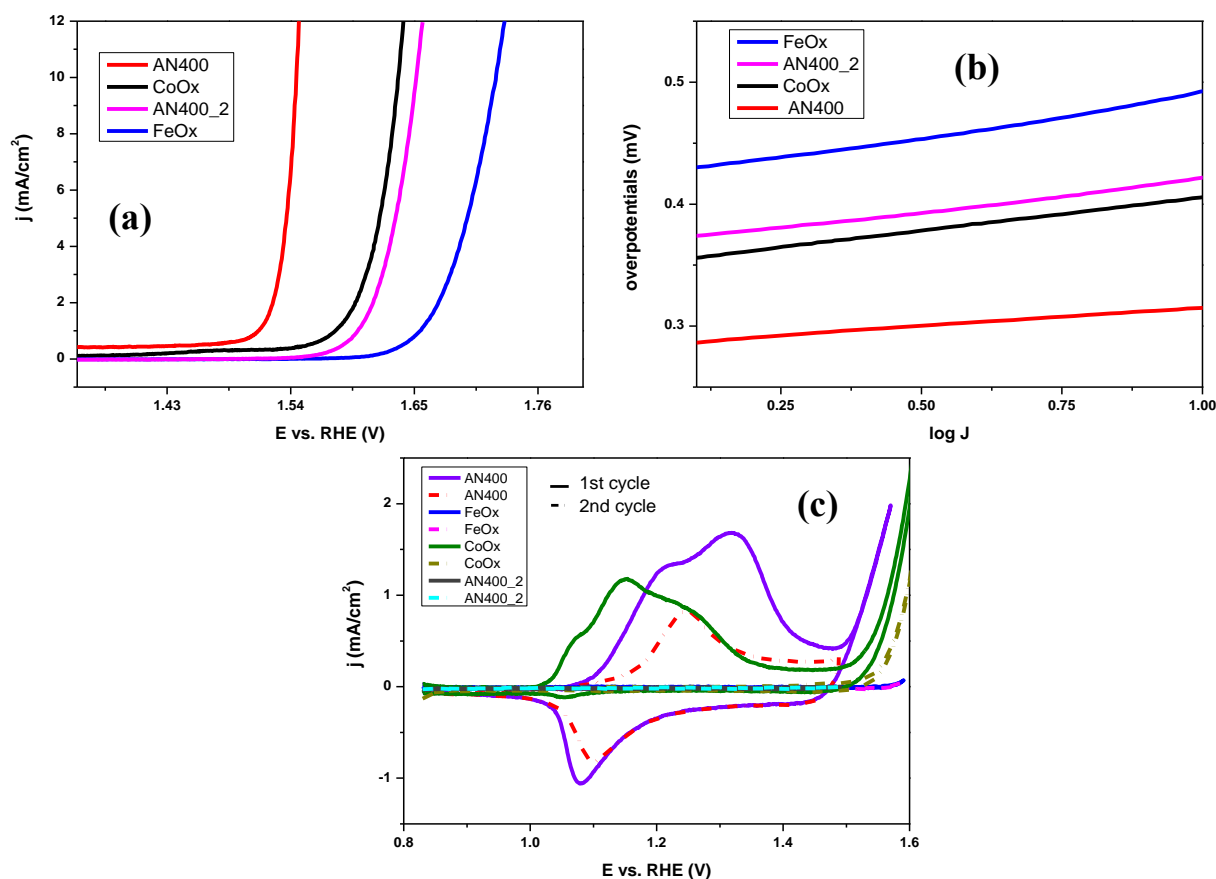 12
10
8
6
4
2
0
j (mA/cm²)
AN400
CoOx
AN400_2
FeOx
(a)
1.43 1.54 1.65 1.76
E vs. RHE (V)
0.5
0.4
0.3
overpotentials (mV)
FeOx
AN400_2
CoOx
AN400
(b)
0.25 0.50 0.75 1.00
log J
2
1
0
-1
j (mA/cm²)
AN400
AN400
FeOx
FeOx
CoOx
CoOx
AN400_2
AN400_2
1st cycle
2nd cycle
(c)
0.8 1.0 1.2 1.4 1.6
E vs. RHE (V)